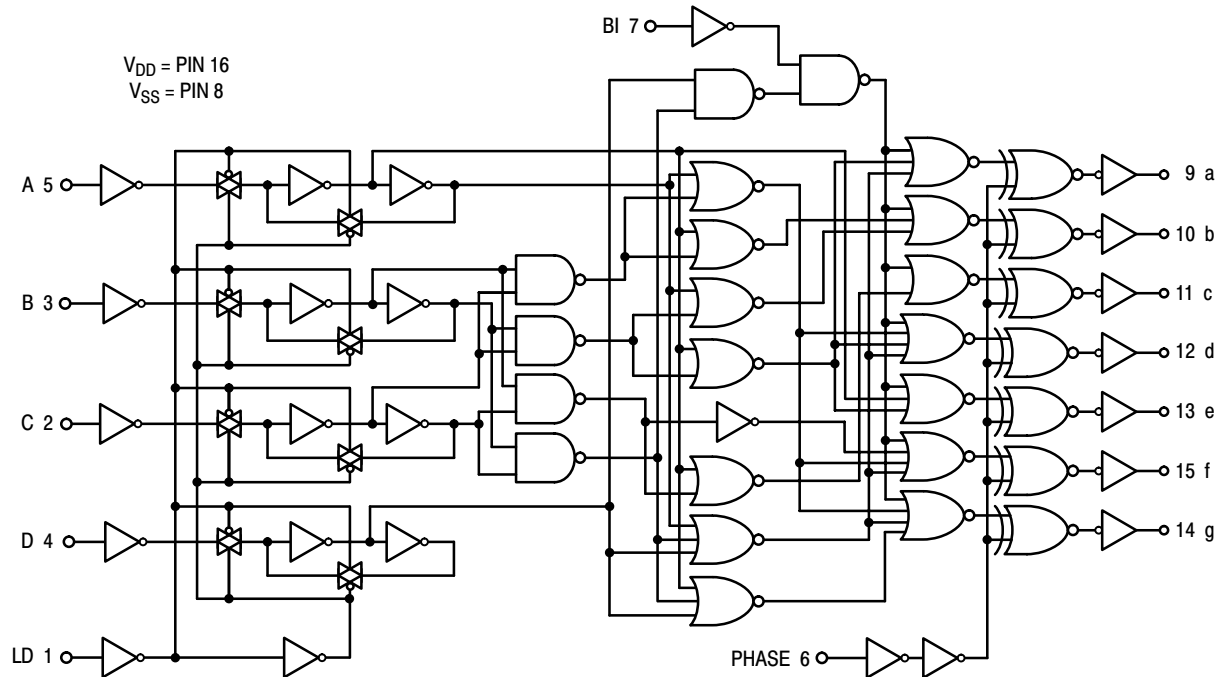 BI 7
V_DD = PIN 16
V_SS = PIN 8
A 5
9 a
10 b
B 3
11 c
12 d
C 2
13 e
15 f
D 4
14 g
LD 1
PHASE 6